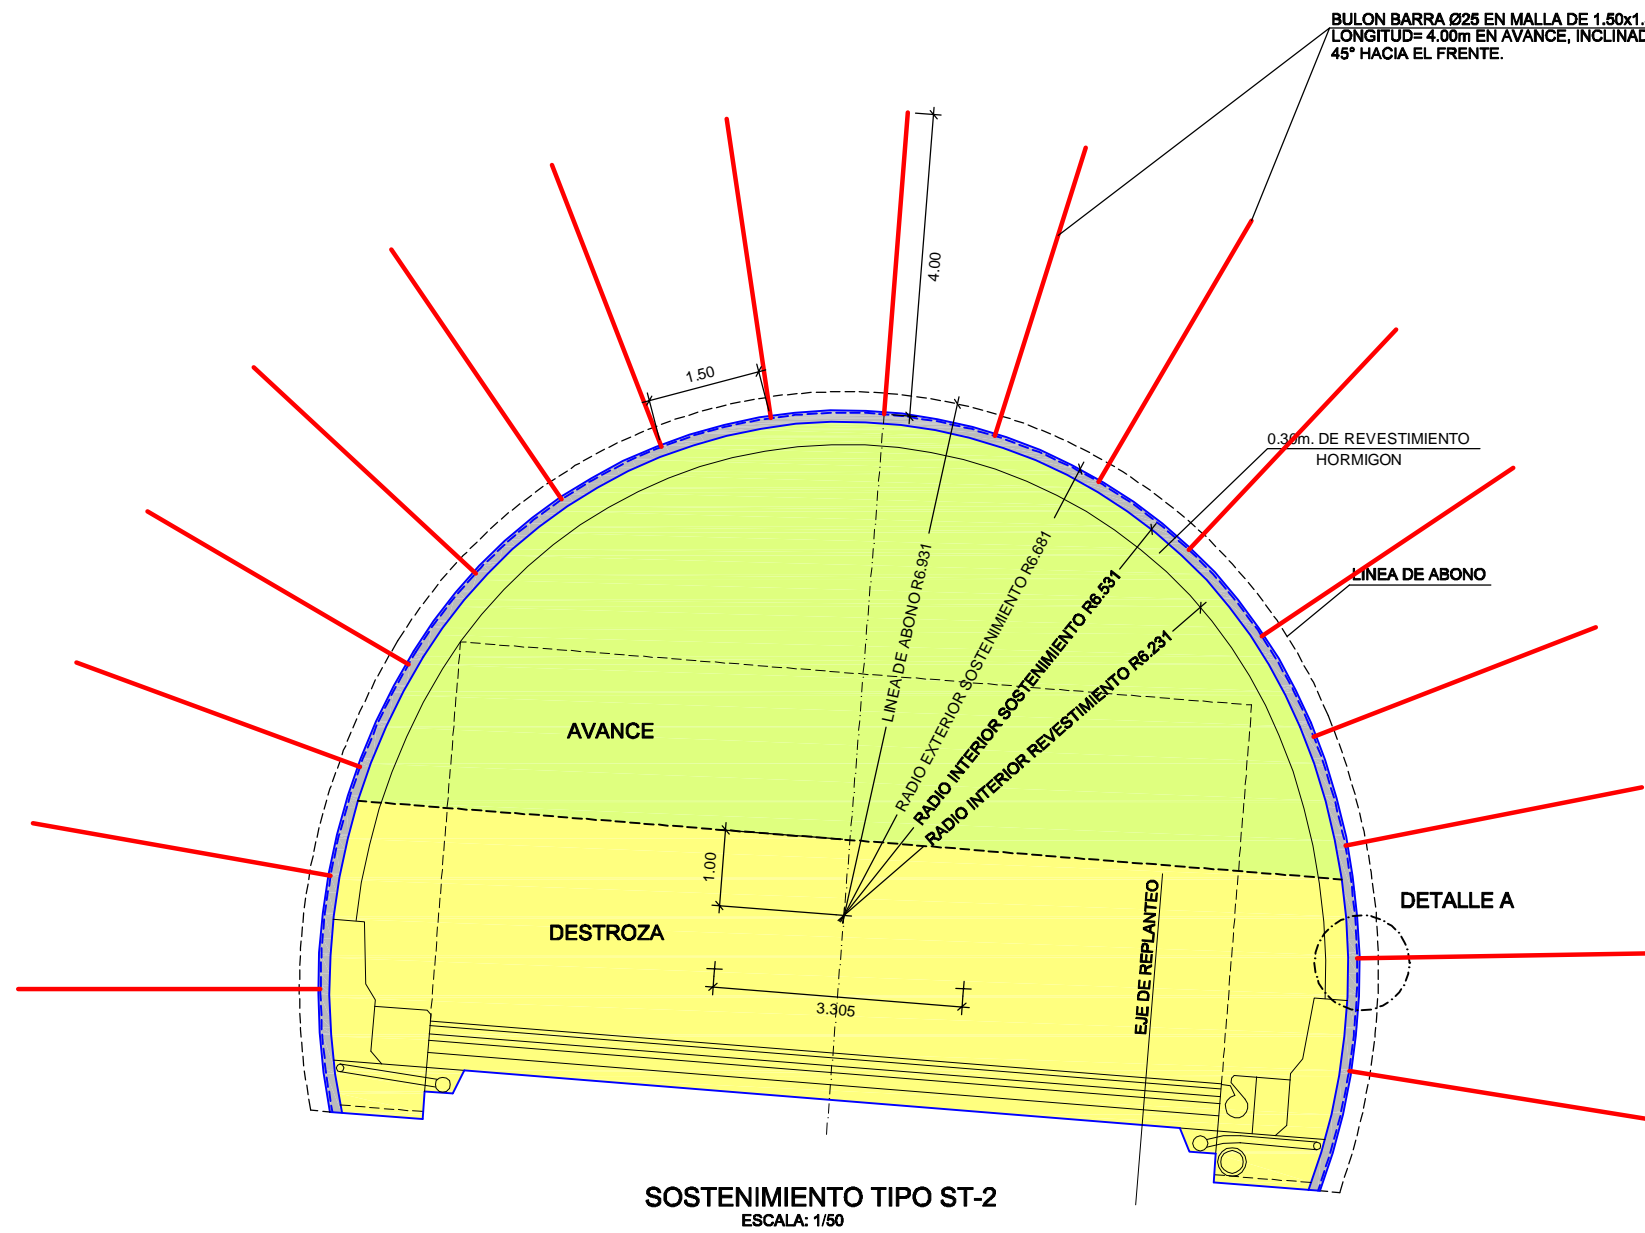 BULON BARRA Ø25 EN MALLA DE 1.50x1.
LONGITUD= 4.00m EN AVANCE, INCLINAD
45° HACIA EL FRENTE.
4.00
1.50
0.30m. DE REVESTIMIENTO
HORMIGON
LINEA DE ABONO
LINEA DE ABONO R6.931
RADIO EXTERIOR SOSTENIMIENTO R6.681
RADIO INTERIOR SOSTENIMIENTO R6.531
RADIO INTERIOR REVESTIMIENTO R6.231
AVANCE
1.00
DESTROZA
EJE DE REPLANTEO
DETALLE A
3.305
SOSTENIMIENTO TIPO ST-2
ESCALA: 1/50